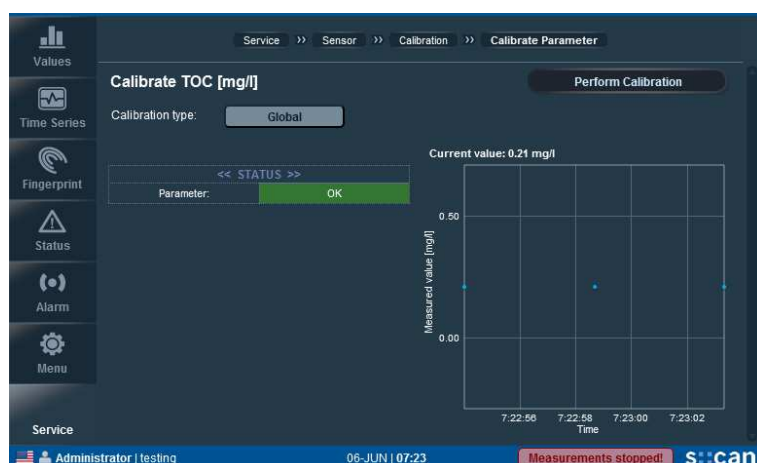 Service >> Sensor >> Calibration >> Calibrate Parameter
Values
Time Series
Fingerprint
Status
Alarm
Menu
Service
Calibrate TOC [mg/l]
Perform Calibration
Calibration type: Global
<< STATUS >>
Parameter: OK
Current value: 0.21 mg/l
Measured value [mg/l]
0.50
0.00
7:22:56 7:22:58 7:23:00 7:23:02
Time
Administrator | testing
06-JUN | 07:23
Measurements stopped!
s::can